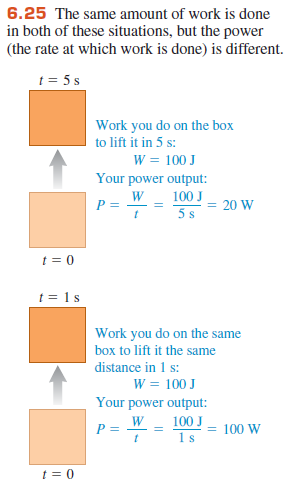 6.25 The same amount of work is done
in both of these situations, but the power
(the rate at which work is done) is different.
t = 5 s
Work you do on the box
to lift it in 5 s:
W = 100 J
Your power output:
P = W/t = 100 J/5 s = 20 W
t = 0
t = 1 s
Work you do on the same
box to lift it the same
distance in 1 s:
W = 100 J
Your power output:
P = W/t = 100 J/1 s = 100 W
t = 0